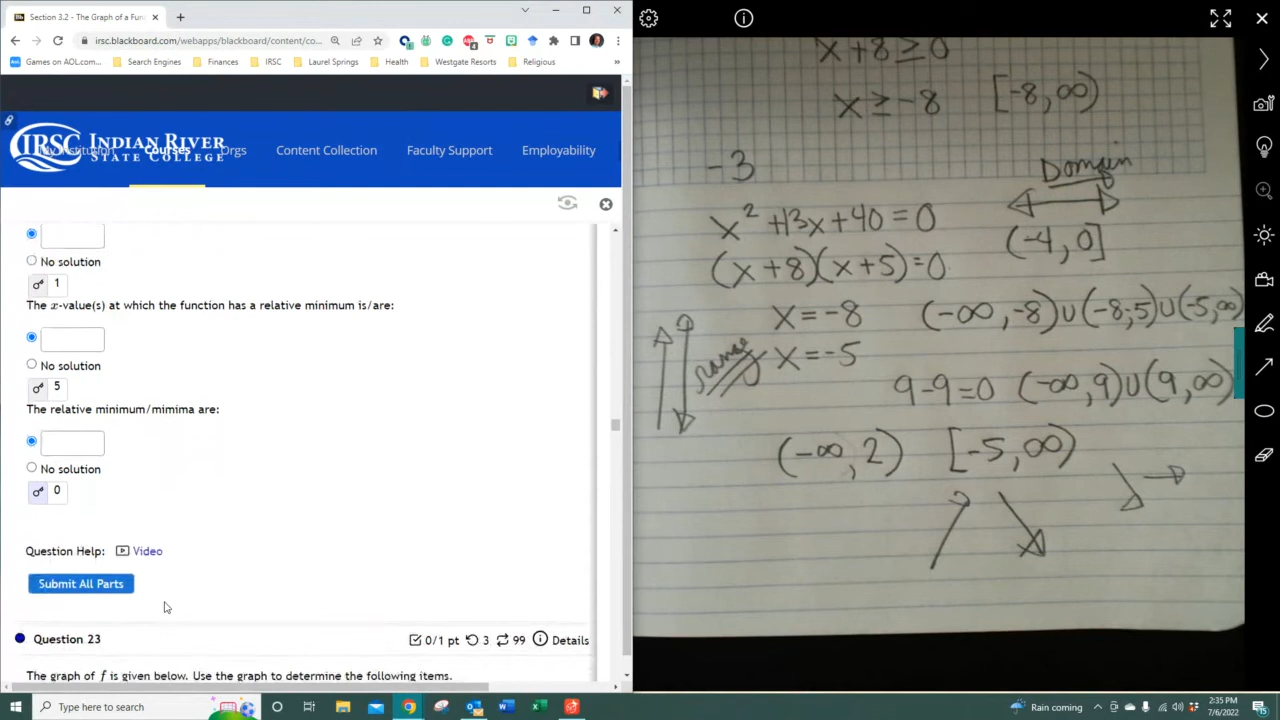 Section 3.2 - The Graph of a Fun
irsc.blackboard.com/webapps/blackboard/content/co...
Games on AOL.com... Search Engines Finances IRSC Laurel Springs Health Westgate Resorts Religious
IRSC INDIAN RIVER STATE COLLEGE
My Institution Courses Orgs Content Collection Faculty Support Employability
No solution
1
The x-value(s) at which the function has a relative minimum is/are:
No solution
5
The relative minimum/mimima are:
No solution
0
Question Help: Video
Submit All Parts
Question 23 0/1 pt 3 99 Details
The graph of f is given below. Use the graph to determine the following items.
x+8≥0
x ≥ -8 [-8,∞)
-3
Domain
x² +13x+40=0
(-4, 0]
(x+8)(x+5)=0
x=-8 (-∞,-8)∪(-8,-5)∪(-5,∞)
range
x=-5
9-9=0 (-∞,9)∪(9,∞)
(-∞,2) [-5,∞)
Type here to search
Rain coming
2:35 PM
7/6/2022
15